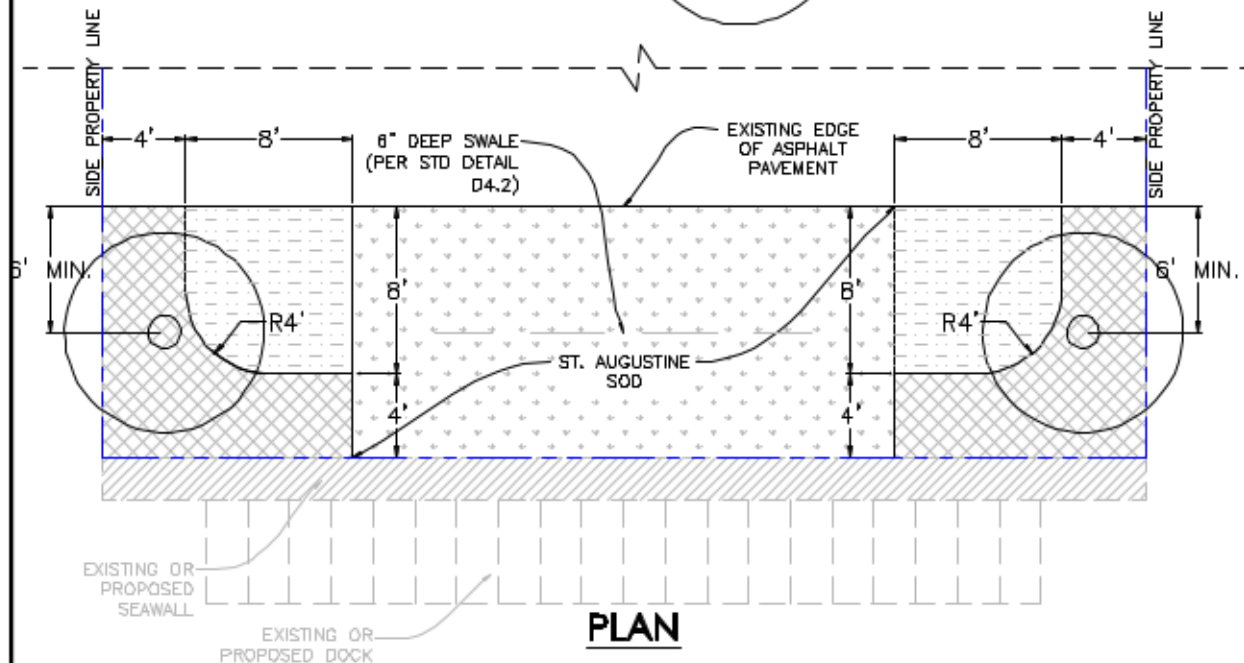 SIDE PROPERTY LINE
SIDE PROPERTY LINE
4'
8'
6" DEEP SWALE
(PER STD DETAIL
D4.2)
EXISTING EDGE
OF ASPHALT
PAVEMENT
8'
4'
6' MIN.
8'
8'
6' MIN.
R4'
R4'
ST. AUGUSTINE
SOD
4'
4'
EXISTING OR
PROPOSED
SEAWALL
EXISTING OR
PROPOSED DOCK
PLAN